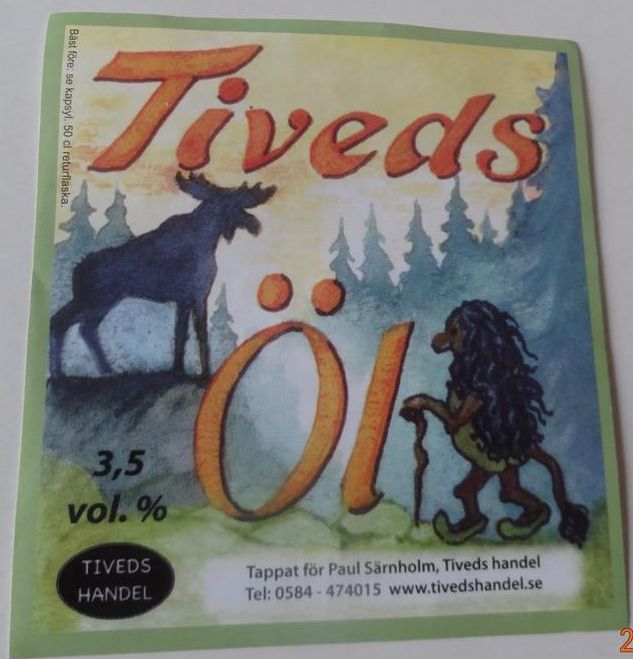 Bäst före: se kapsyl. 50 cl returflaska.
Tiveds
Öl
3,5
vol. %
TIVEDS
HANDEL
Tappat för Paul Särnholm, Tiveds handel
Tel: 0584 - 474015 www.tivedshandel.se
2